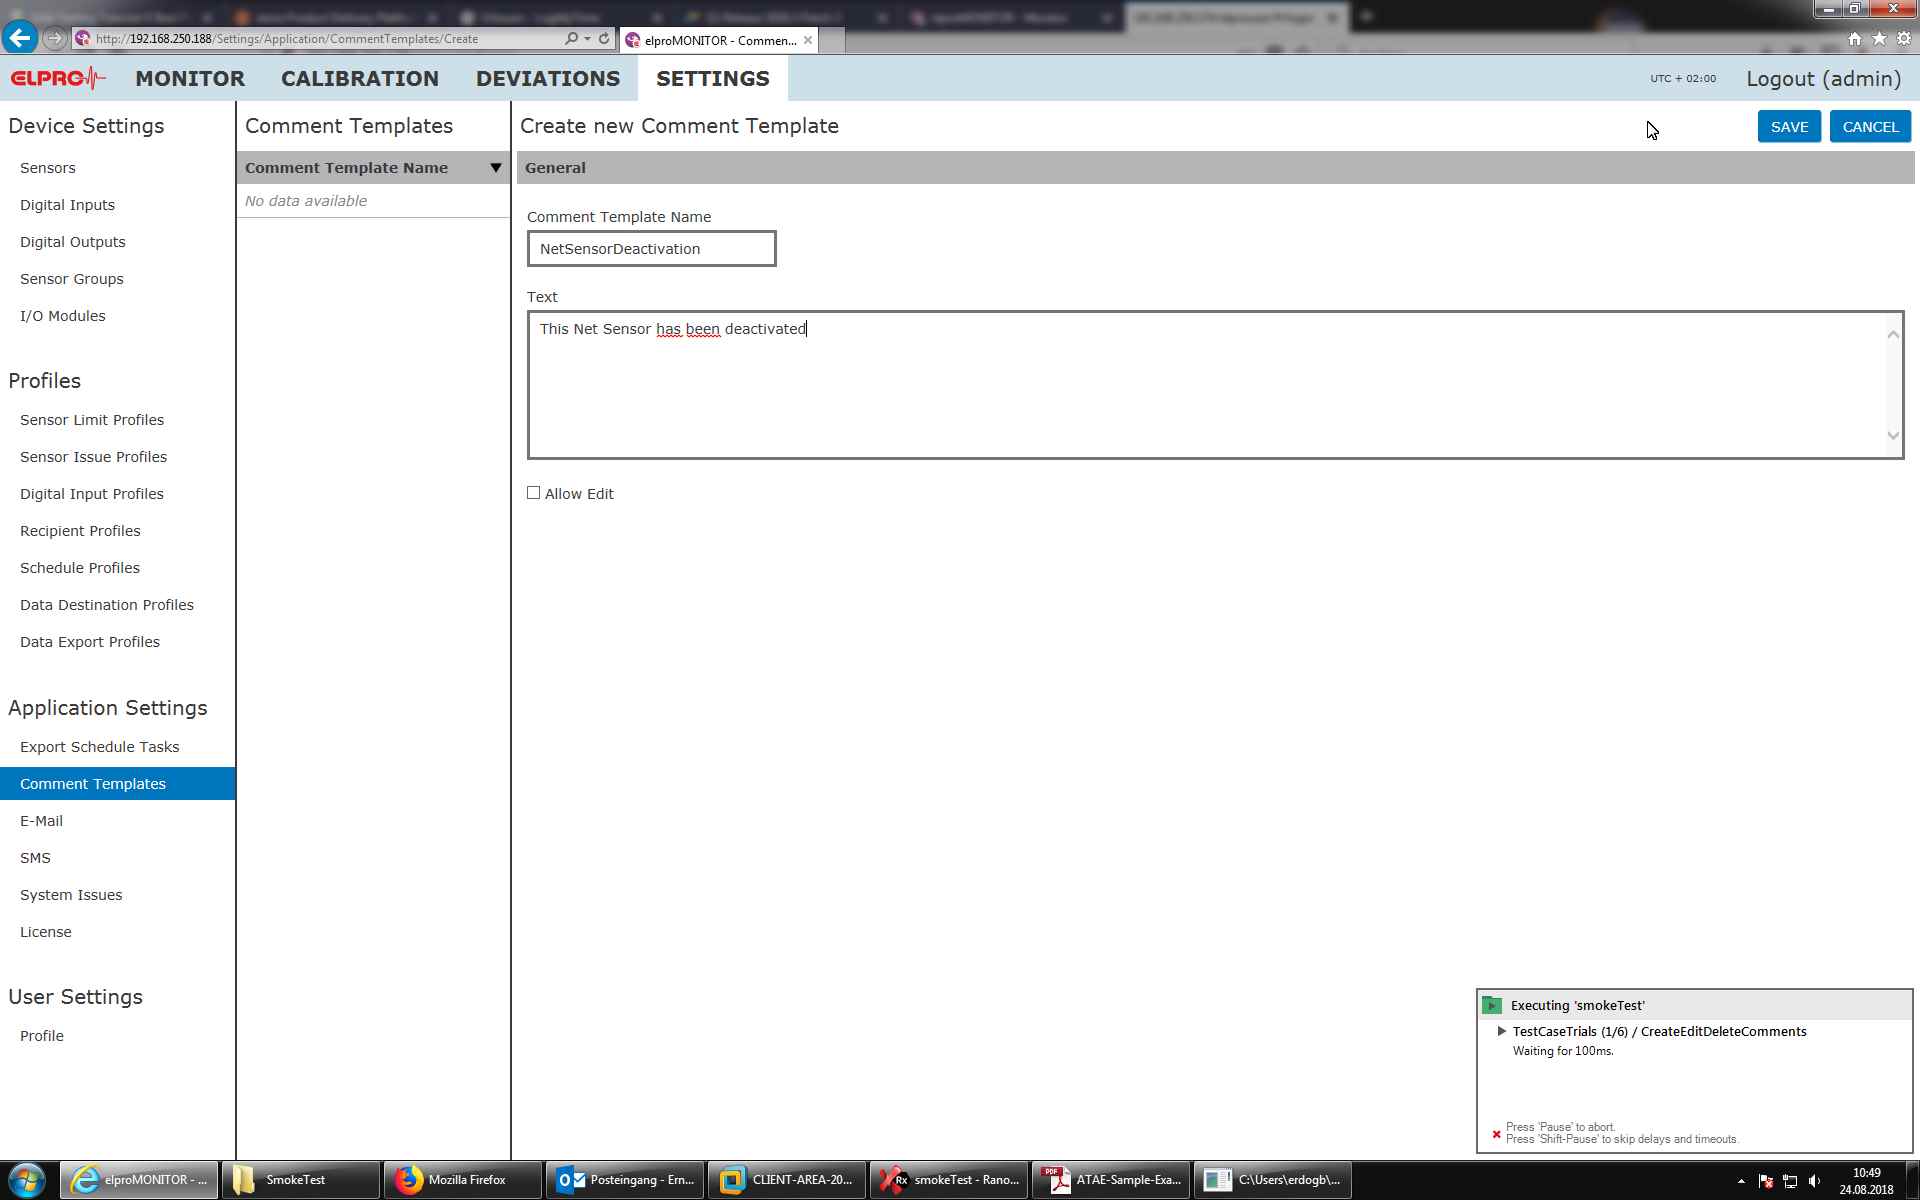 http://192.168.250.188/Settings/Application/CommentTemplates/Create
elproMONITOR - Commen...
ELPRO MONITOR CALIBRATION DEVIATIONS SETTINGS UTC + 02:00 Logout (admin)
Device Settings
Sensors
Digital Inputs
Digital Outputs
Sensor Groups
I/O Modules
Profiles
Sensor Limit Profiles
Sensor Issue Profiles
Digital Input Profiles
Recipient Profiles
Schedule Profiles
Data Destination Profiles
Data Export Profiles
Application Settings
Export Schedule Tasks
Comment Templates
E-Mail
SMS
System Issues
License
User Settings
Profile
Comment Templates
Comment Template Name
No data available
Create new Comment Template
SAVE CANCEL
General
Comment Template Name
NetSensorDeactivation
Text
This Net Sensor has been deactivated
Allow Edit
Executing 'smokeTest'
TestCaseTrials (1/6) / CreateEditDeleteComments
Waiting for 100ms.
Press 'Pause' to abort.
Press 'Shift-Pause' to skip delays and timeouts.
elproMONITOR - ...
SmokeTest
Mozilla Firefox
Posteingang - Ern...
CLIENT-AREA-20...
Rx smokeTest - Rano...
PDF ATAE-Sample-Exa...
C:\Users\erdogb\...
10:49
24.08.2018